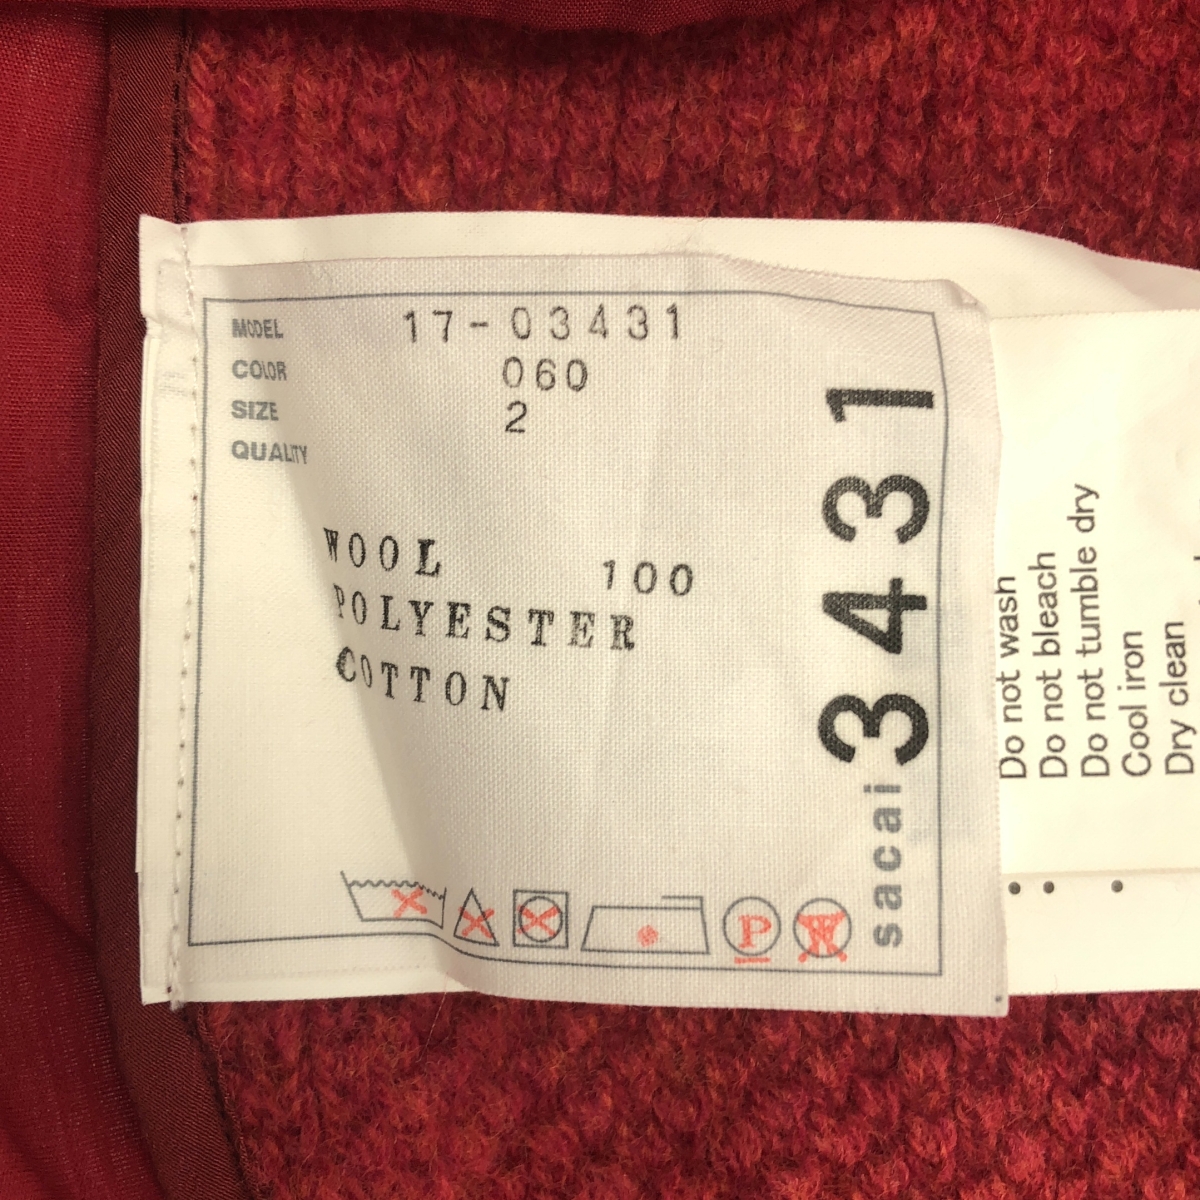 MODEL 17-03431
COLOR 060
SIZE 2
QUALITY
WOOL 100
POLYESTER
COTTON
P
W
sacai 3431
Do not wash
Do not bleach
Do not tumble dry
Cool iron
Dry clean